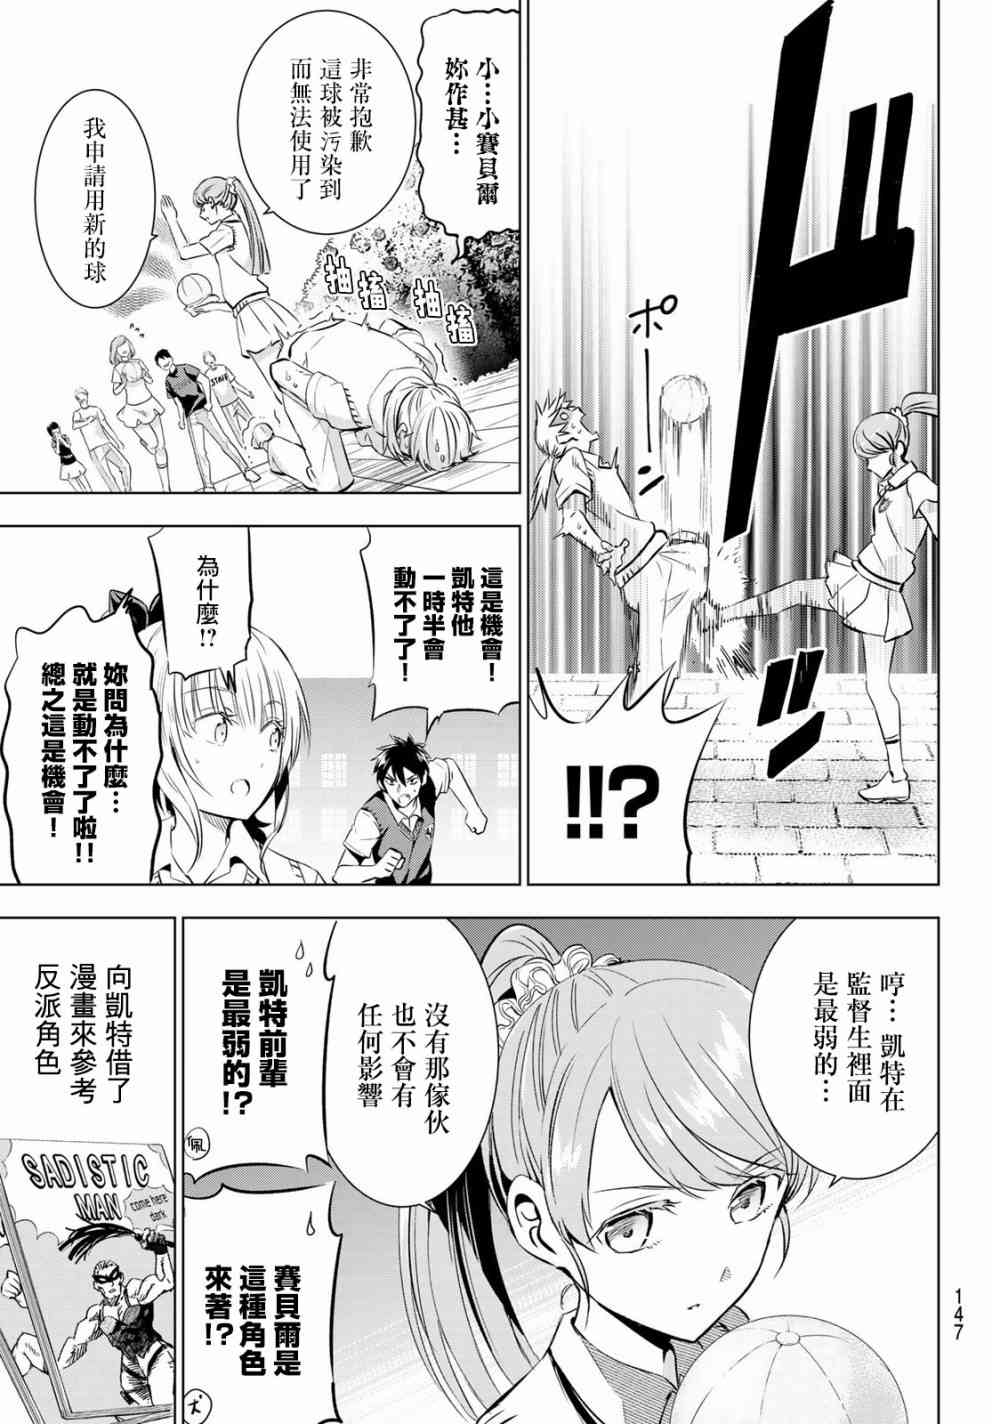 ドボ
ポーン
!!!?
小…小賽貝爾
妳作甚…
非常抱歉
這球被污染到
而無法使用了
我申請用新的球
抽搐
抽搐
STAFF
這是機會!
凱特他
一時半會
動不了了!
為什麼!?
妳問為什麼…
就是動不了了啦!!
總之這是機會!
哼…凱特在
監督生裡面
是最弱的…
沒有那傢伙
也不會有
任何影響
凱特前輩
是最弱的!?
佩
賽貝爾是
這種角色
來著!?
犬
向凱特借了
漫畫來參考
反派角色
SADISTIC
MAN
come here
dark
147